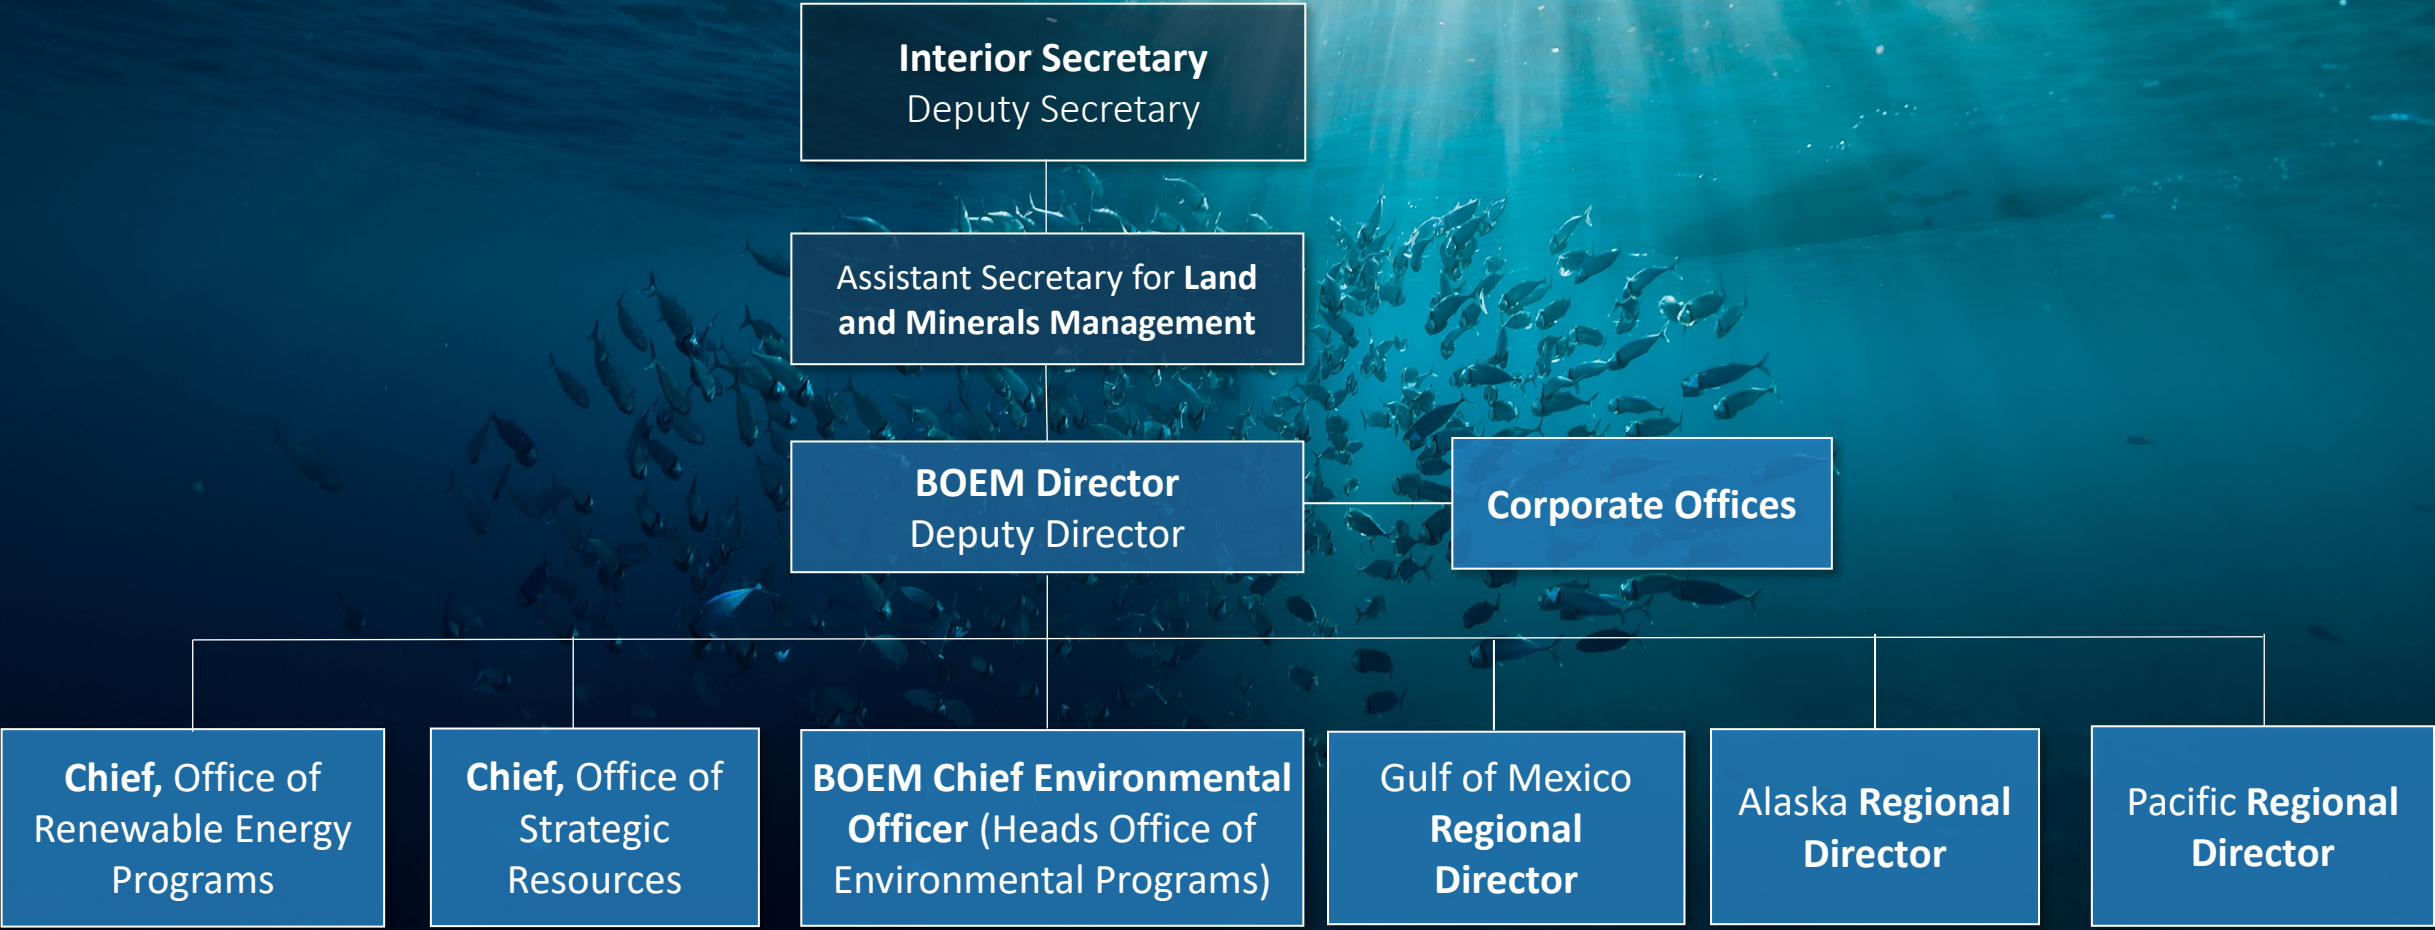 Interior Secretary
Deputy Secretary
Assistant Secretary for Land
and Minerals Management
BOEM Director
Deputy Director
Corporate Offices
Chief, Office of
Renewable Energy
Programs
Chief, Office of
Strategic
Resources
BOEM Chief Environmental
Officer (Heads Office of
Environmental Programs)
Gulf of Mexico
Regional
Director
Alaska Regional
Director
Pacific Regional
Director